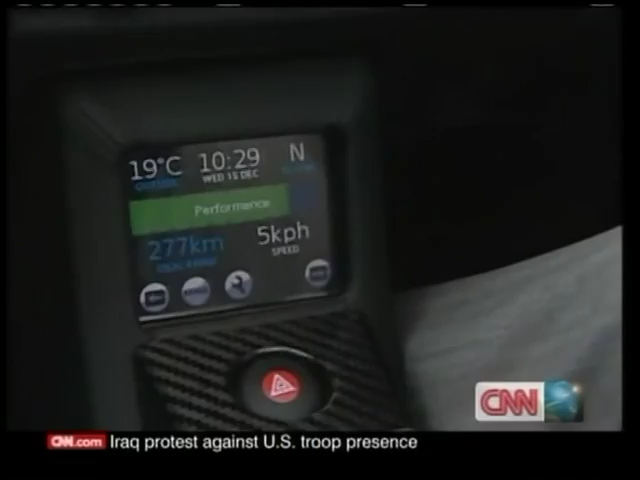 19°C 10:29 N
WED 15 DEC
Performance
277km 5kph
SPEED
CNN
CNN.com Iraq protest against U.S. troop presence